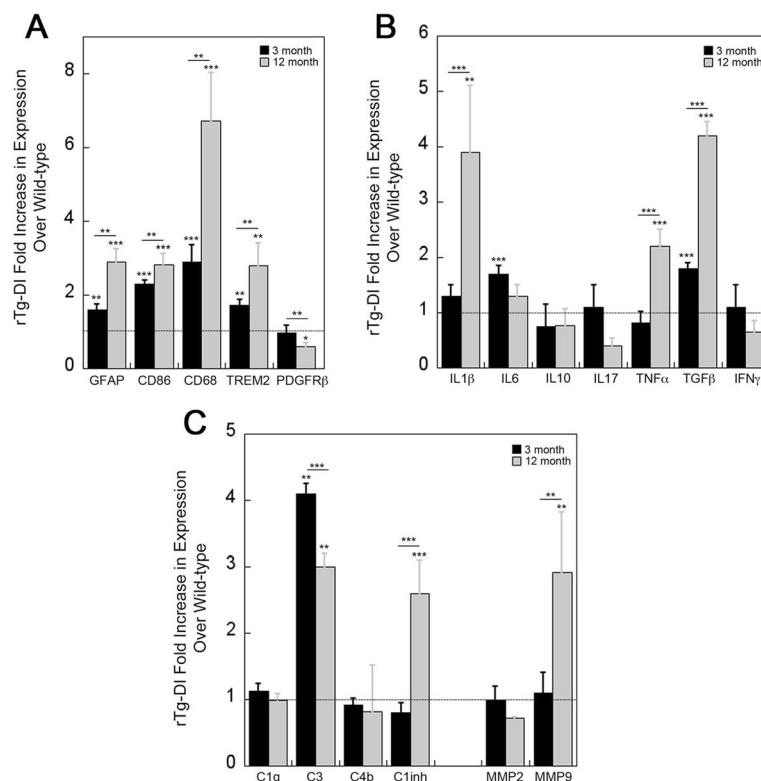 A
rTg-DI Fold Increase in Expression
Over Wild-type
8
6
4
2
0
3 month
12 month
**
***
**
***
***
**
***
***
**
**
**
**
*
GFAP CD86 CD68 TREM2 PDGFRβ
B
rTg-DI Fold Increase in Expression
Over Wild-type
6
5
4
3
2
1
0
3 month
12 month
***
**
***
***
***
***
***
***
IL1β IL6 IL10 IL17 TNFα TGFβ IFNγ
C
rTg-DI Fold Increase in Expression
Over Wild-type
5
4
3
2
1
0
3 month
12 month
***
**
**
***
***
**
**
C1q C3 C4b C1inh MMP2 MMP9